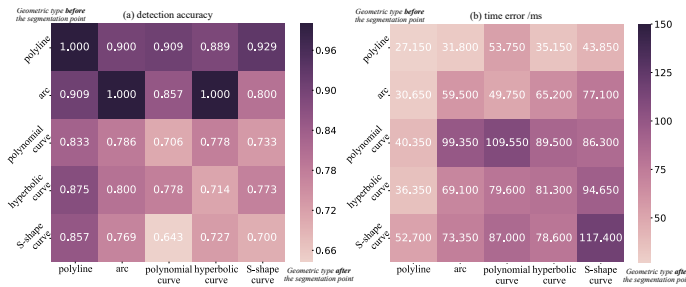 Geometric type before
the segmentation point
(a) detection accuracy
polyline
1.000 0.900 0.909 0.889 0.929
arc
0.909 1.000 0.857 1.000 0.800
polynomial
curve
0.833 0.786 0.706 0.778 0.733
hyperbolic
curve
0.875 0.800 0.778 0.714 0.773
S-shape
curve
0.857 0.769 0.643 0.727 0.700
polyline arc polynomial hyperbolic S-shape
curve curve curve
Geometric type after
the segmentation point
0.96
0.90
0.84
0.78
0.72
0.66
Geometric type before
the segmentation point
(b) time error /ms
polyline
27.150 31.800 53.750 35.150 43.850
arc
30.650 59.500 49.750 65.200 77.100
polynomial
curve
40.350 99.350 109.550 89.500 86.300
hyperbolic
curve
36.350 69.100 79.600 81.300 94.650
S-shape
curve
52.700 73.350 87.000 78.600 117.400
polyline arc polynomial hyperbolic S-shape
curve curve curve
Geometric type after
the segmentation point
150
125
100
75
50